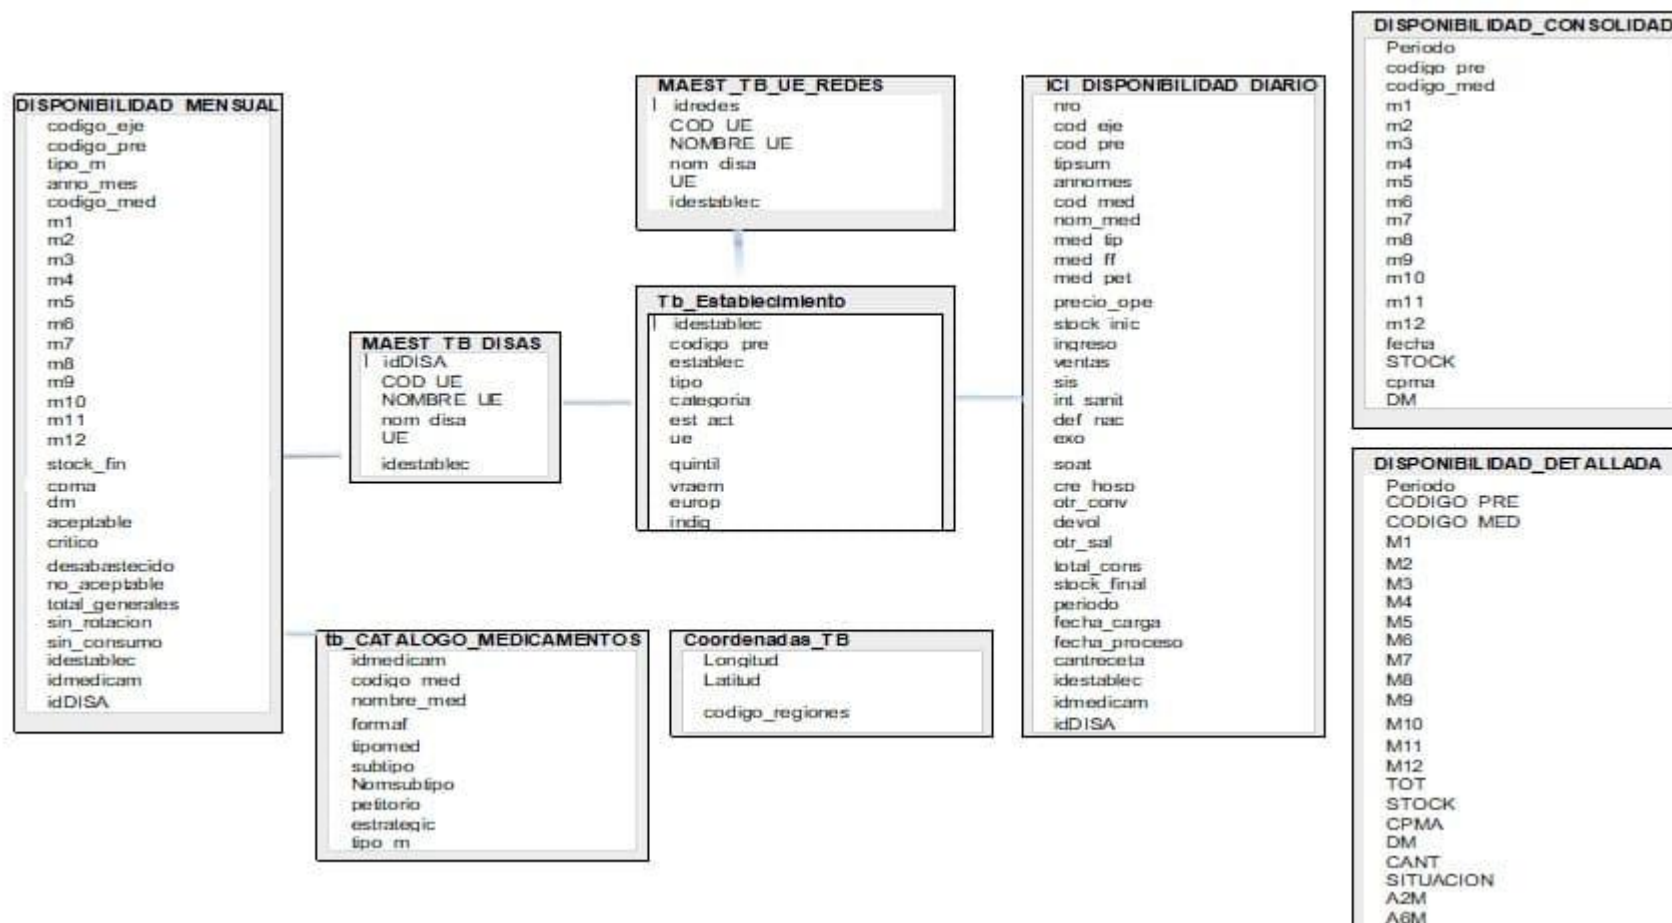 DISPONIBILIDAD MENSUAL
codigo_eje
codigo_pre
tipo_m
anno_mes
codigo_med
m1
m2
m3
m4
m5
m6
m7
m8
m9
m10
m11
m12
stock_fin
cpma
dm
aceptable
critico
desabastecido
no_aceptable
total_generales
sin_rotacion
sin_consumo
idestablec
idmedicam
idDISA
MAEST TB DISAS
idDISA
COD UE
NOMBRE UE
nom disa
UE
idestablec
tb_CATALOGO_MEDICAMENTOS
idmedicam
codigo med
nombre_med
formaf
tipomed
subtipo
Nomsubtipo
petitorio
estrategic
tipo m
MAEST_TB_UE_REDES
idredes
COD UE
NOMBRE UE
nom disa
UE
idestablec
Tb_Establecimiento
idestablec
codigo pre
establec
tipo
categoria
est act
ue
quintil
vraem
europ
indig
Coordenadas_TB
Longitud
Latitud
codigo_regiones
ICI DISPONIBILIDAD DIARIO
nro
cod eje
cod pre
tipsum
annomes
cod med
nom_med
med tip
med ff
med pet
precio_ope
stock inic
ingreso
ventas
sis
int sanit
def nac
exo
soat
cre hosp
otr_conv
devol
otr_sal
total_cons
stock_final
periodo
fecha_carga
fecha_proceso
cantreceta
idestablec
idmedicam
idDISA
DISPONIBILIDAD_CONSOLIDAD
Periodo
codigo pre
codigo_med
m1
m2
m3
m4
m5
m6
m7
m8
m9
m10
m11
m12
fecha
STOCK
cpma
DM
DISPONIBILIDAD_DETALLADA
Periodo
CODIGO PRE
CODIGO MED
M1
M2
M3
M4
M5
M6
M7
M8
M9
M10
M11
M12
TOT
STOCK
CPMA
DM
CANT
SITUACION
A2M
A6M